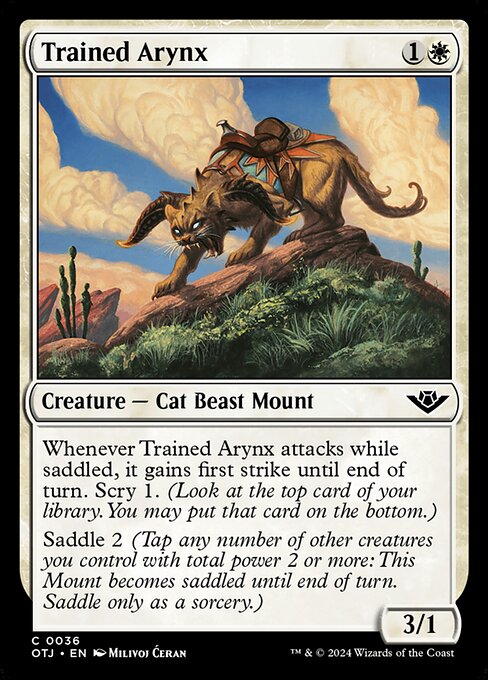 Trained Arynx 1
Creature — Cat Beast Mount
Whenever Trained Arynx attacks while
saddled, it gains first strike until end of
turn. Scry 1. (Look at the top card of your
library. You may put that card on the bottom.)
Saddle 2 (Tap any number of other creatures
you control with total power 2 or more: This
Mount becomes saddled until end of turn.
Saddle only as a sorcery.)
3/1
C 0036
OTJ • EN Milivoj Ćeran
™ & © 2024 Wizards of the Coast